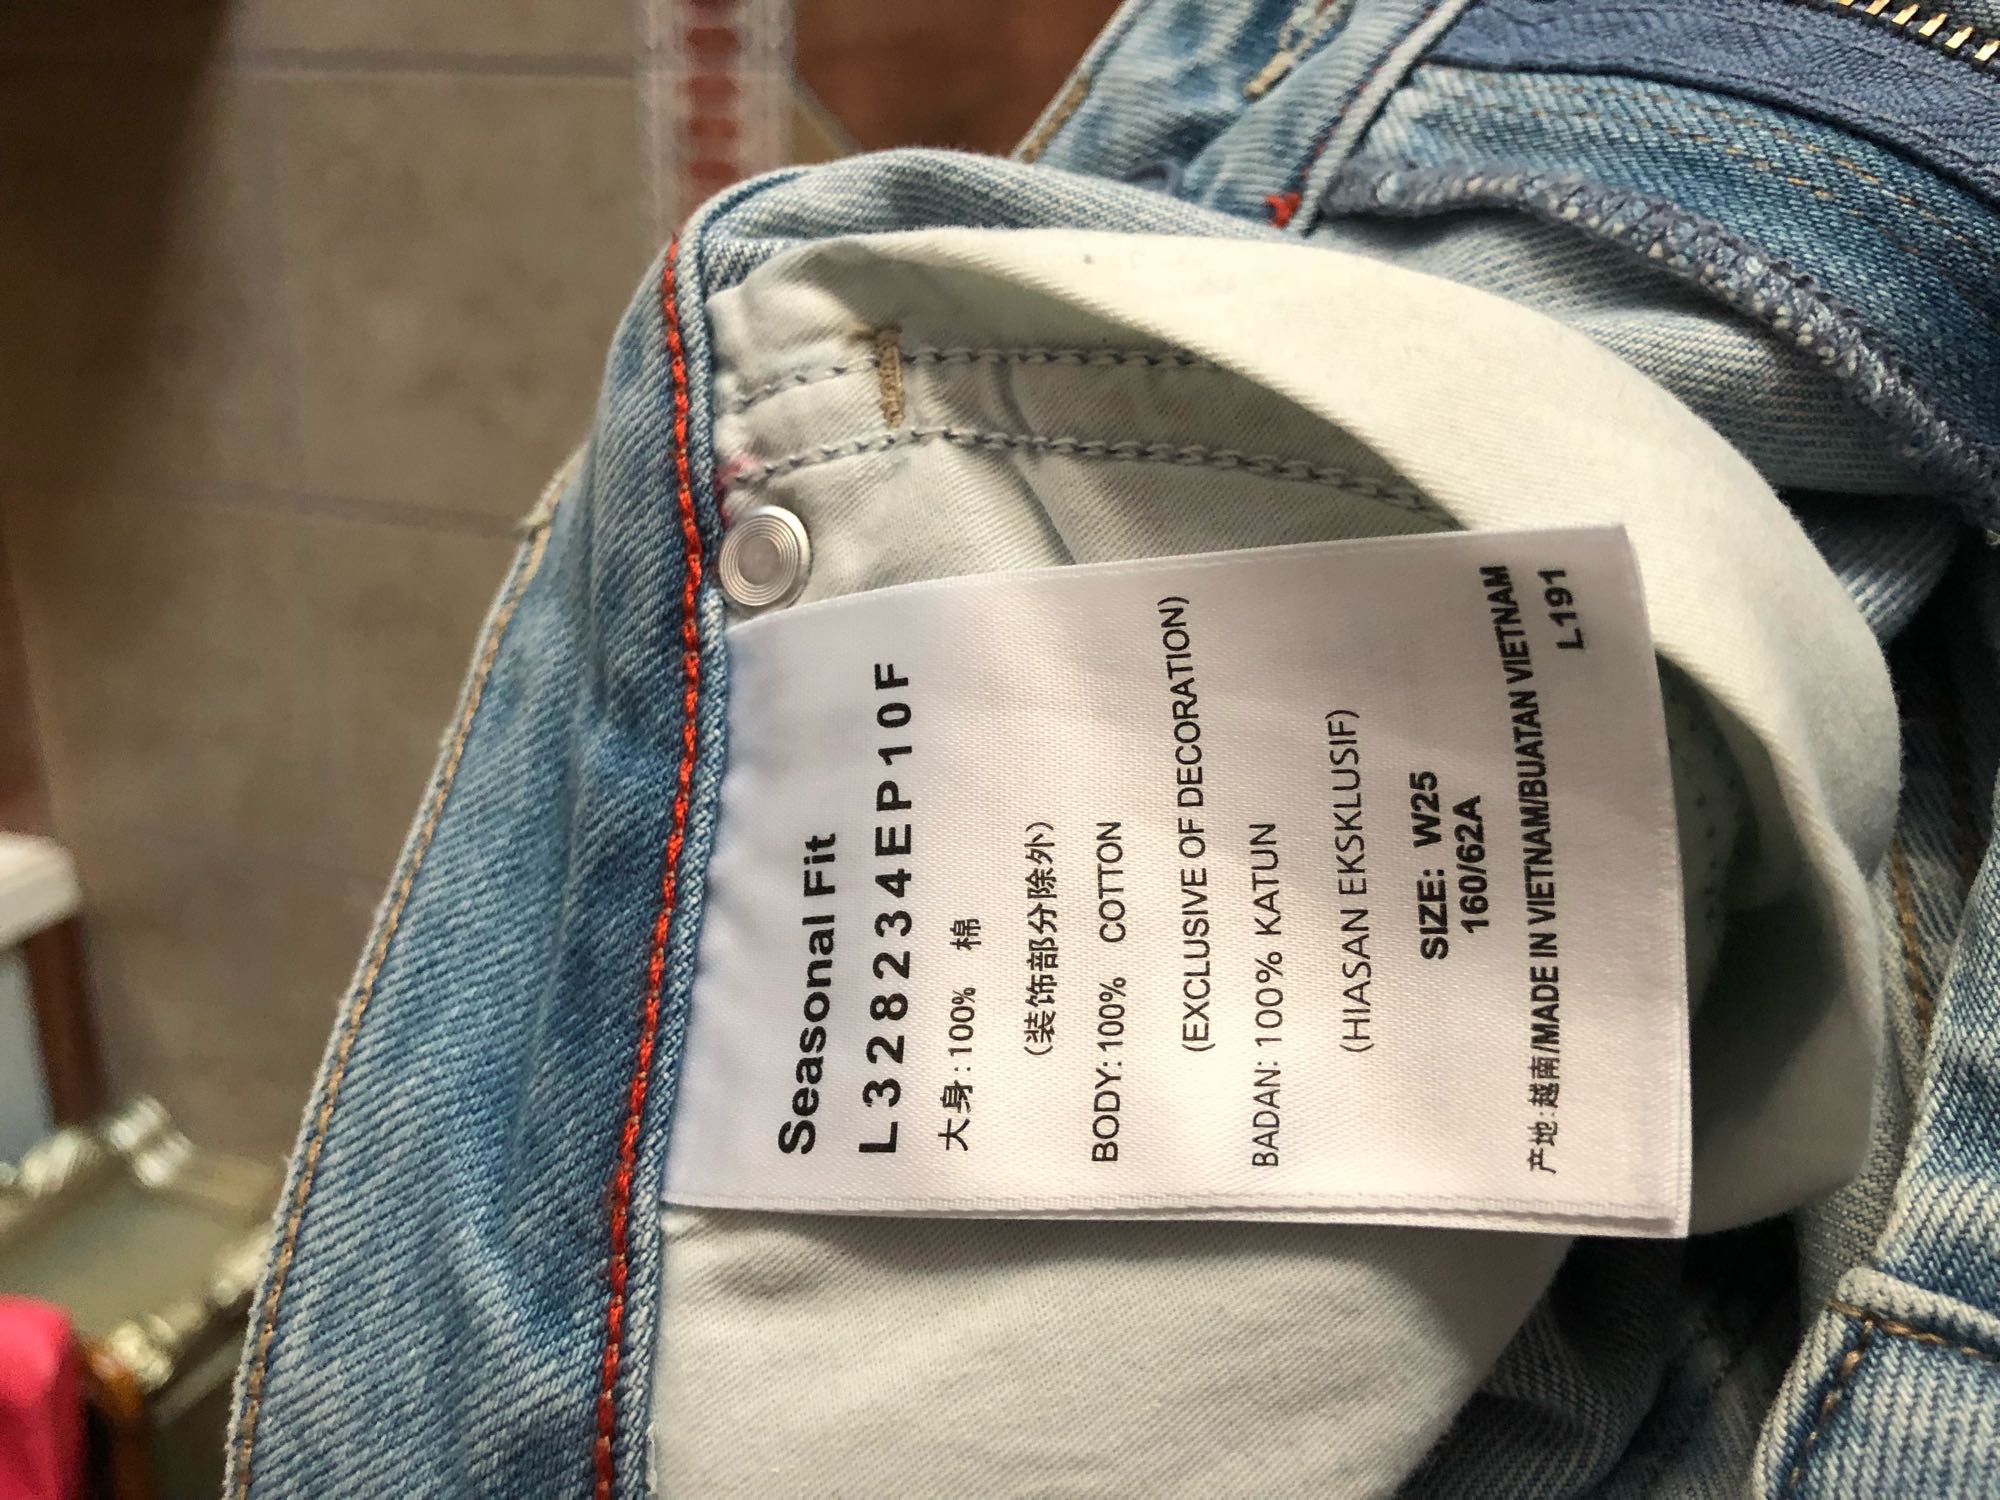 Seasonal Fit
L328234EP10F
大身:100% 棉
(装饰部分除外)
BODY:100% COTTON
(EXCLUSIVE OF DECORATION)
BADAN: 100% KATUN
(HIASAN EKSKLUSIF)
SIZE: W25
160/62A
产地:越南/MADE IN VIETNAM/BUATAN VIETNAM
L191